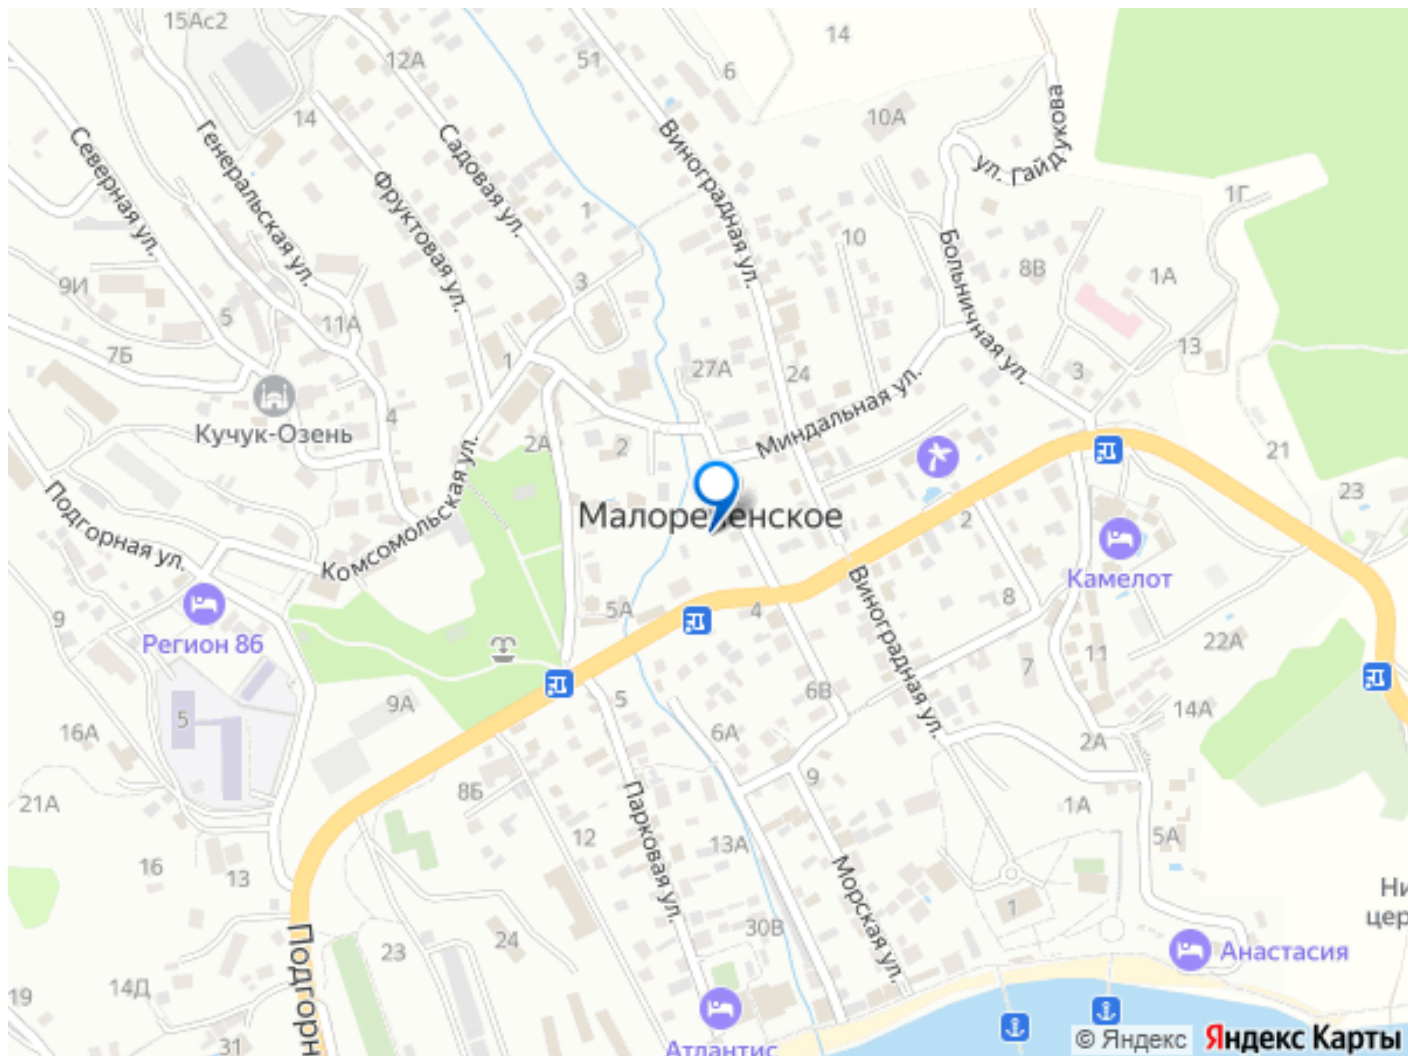 15Ас2
12А
51
6
14
10А
ул. Гайдукова
14
Северная ул.
Генеральская ул.
Садовая ул.
Фруктовая ул.
Виноградная ул.
1
10
Больничная ул.
1Г
8В
1А
9И
5
11А
3
7Б
1
27А
24
13
3
Кучук-Озень
4
Миндальная ул.
2А
2
21
23
Подгорная ул.
Комсомольская ул.
Малореченское
2
Камелот
9
Регион 86
5А
4
Виноградная ул.
8
22А
7
11
5
9А
5
6В
14А
16А
6А
2А
21А
8Б
9
1А
5А
16
13
12
Парковая ул.
13А
Морская ул.
1
Ни
цер
Подгорн
23
24
30В
Анастасия
19
14Д
31
Атлантис
© Яндекс
Яндекс Карты